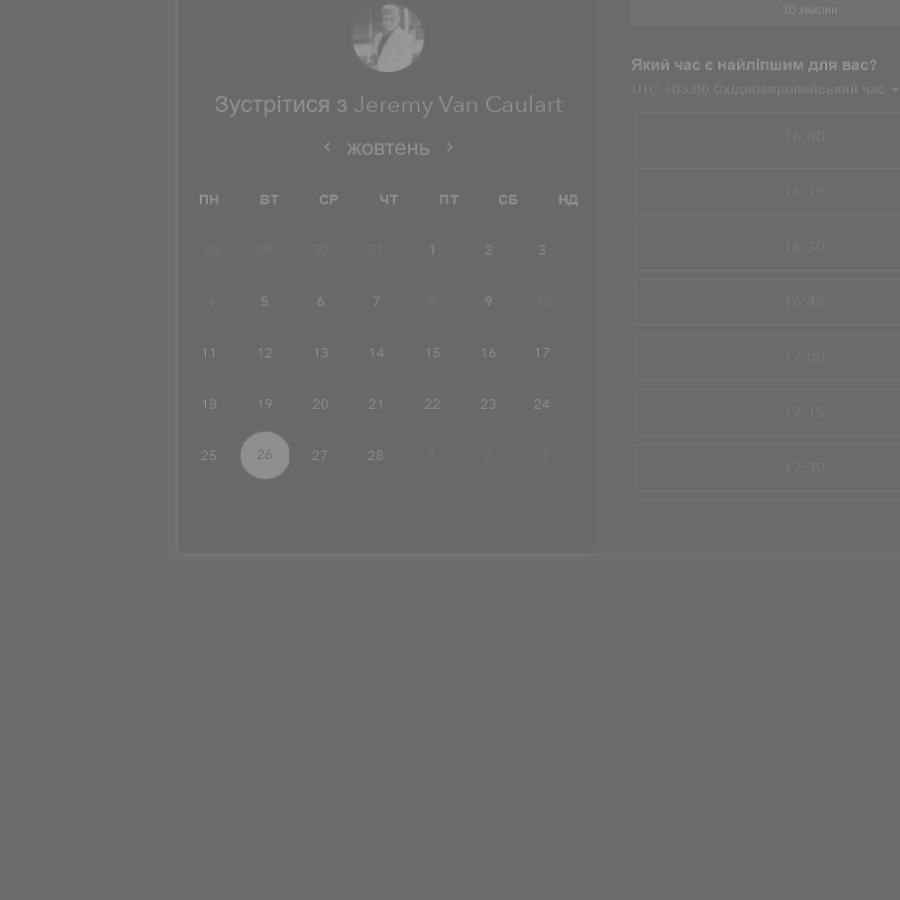 30 хвилин
Який час є найліпшим для вас?
UTC +03:00 Східноєвропейський час
Зустрітися з Jeremy Van Caulart
жовтень
ПН ВТ СР ЧТ ПТ СБ НД
28 29 30 31 1 2 3
4 5 6 7 8 9 10
11 12 13 14 15 16 17
18 19 20 21 22 23 24
25 26 27 28 1 2 3
16:00
16:15
16:30
16:45
17:00
17:15
17:30